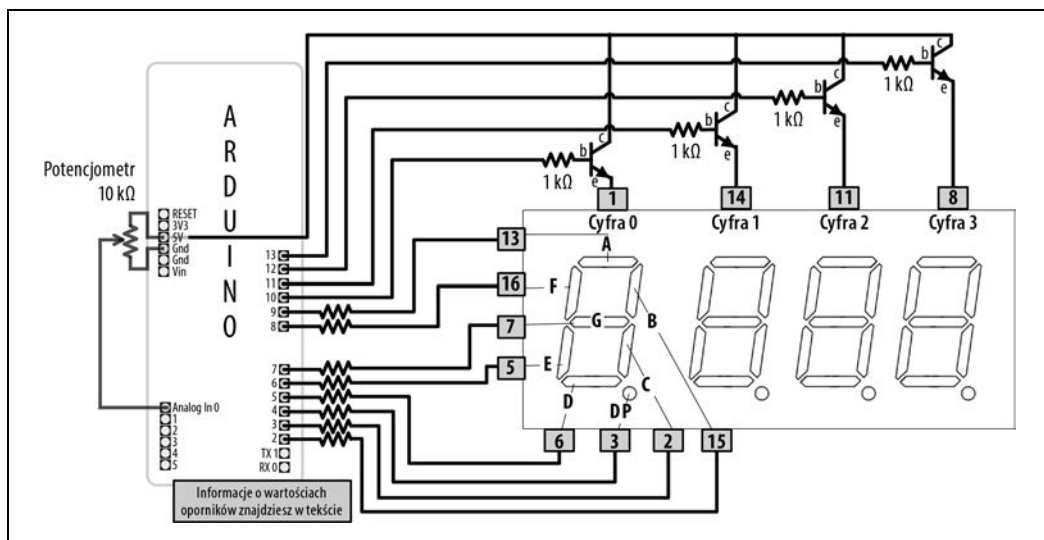 ARDUINO
Potencjometr
10 kΩ
RESET
3V3
5V
Gnd
Gnd
Vin
Analog In 0
1
2
3
4
5
13
12
11
10
9
8
7
6
5
4
3
2
TX 1
RX 0
Informacje o wartościach
oporników znajdziesz w tekście
1 kΩ
b
c
e
1 kΩ
b
c
e
1 kΩ
b
c
e
1 kΩ
b
c
e
1
14
11
8
Cyfra 0
Cyfra 1
Cyfra 2
Cyfra 3
13
16
7
5
A
F
G
B
E
C
D
DP
6
3
2
15